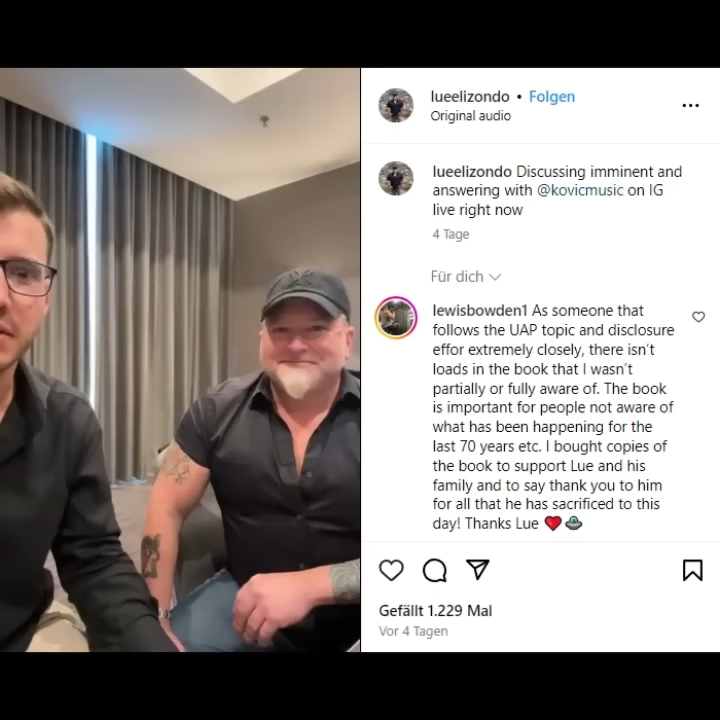 lueelizondo • Folgen
Original audio
lueelizondo Discussing imminent and
answering with @kovicmusic on IG
live right now
4 Tage
Für dich
lewisbowden1 As someone that
follows the UAP topic and disclosure
effor extremely closely, there isn't
loads in the book that I wasn't
partially or fully aware of. The book
is important for people not aware of
what has been happening for the
last 70 years etc. I bought copies of
the book to support Lue and his
family and to say thank you to him
for all that he has sacrificed to this
day! Thanks Lue ❤️🛸
Gefällt 1.229 Mal
Vor 4 Tagen